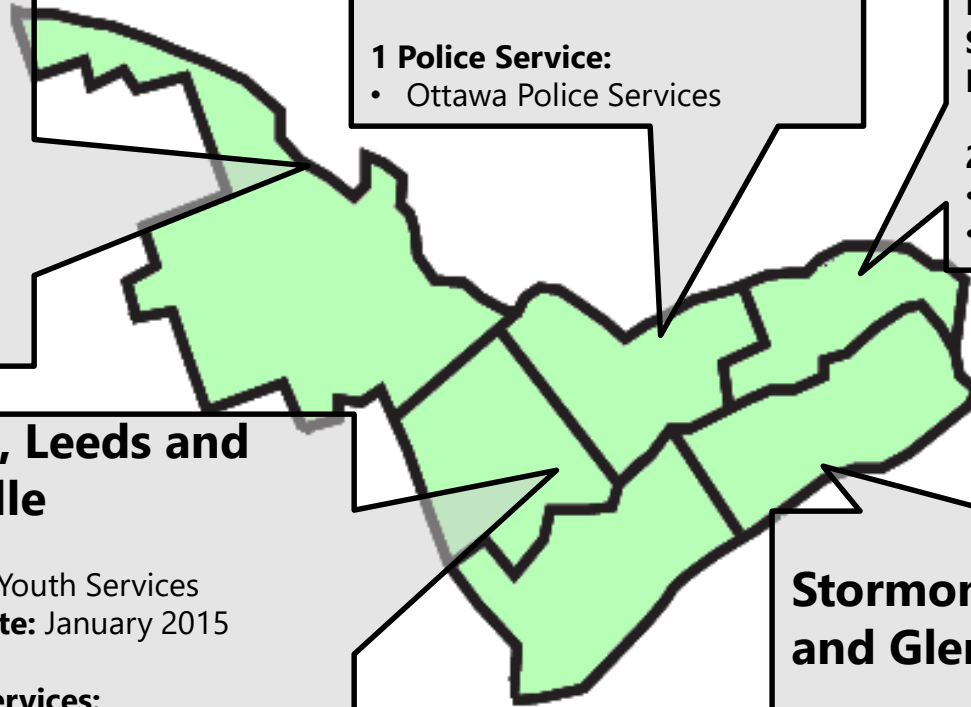 1 Police Service:
• Ottawa Police Services
, Leeds and
lle
Youth Services
te: January 2015
ervices:
Stormon
and Gler